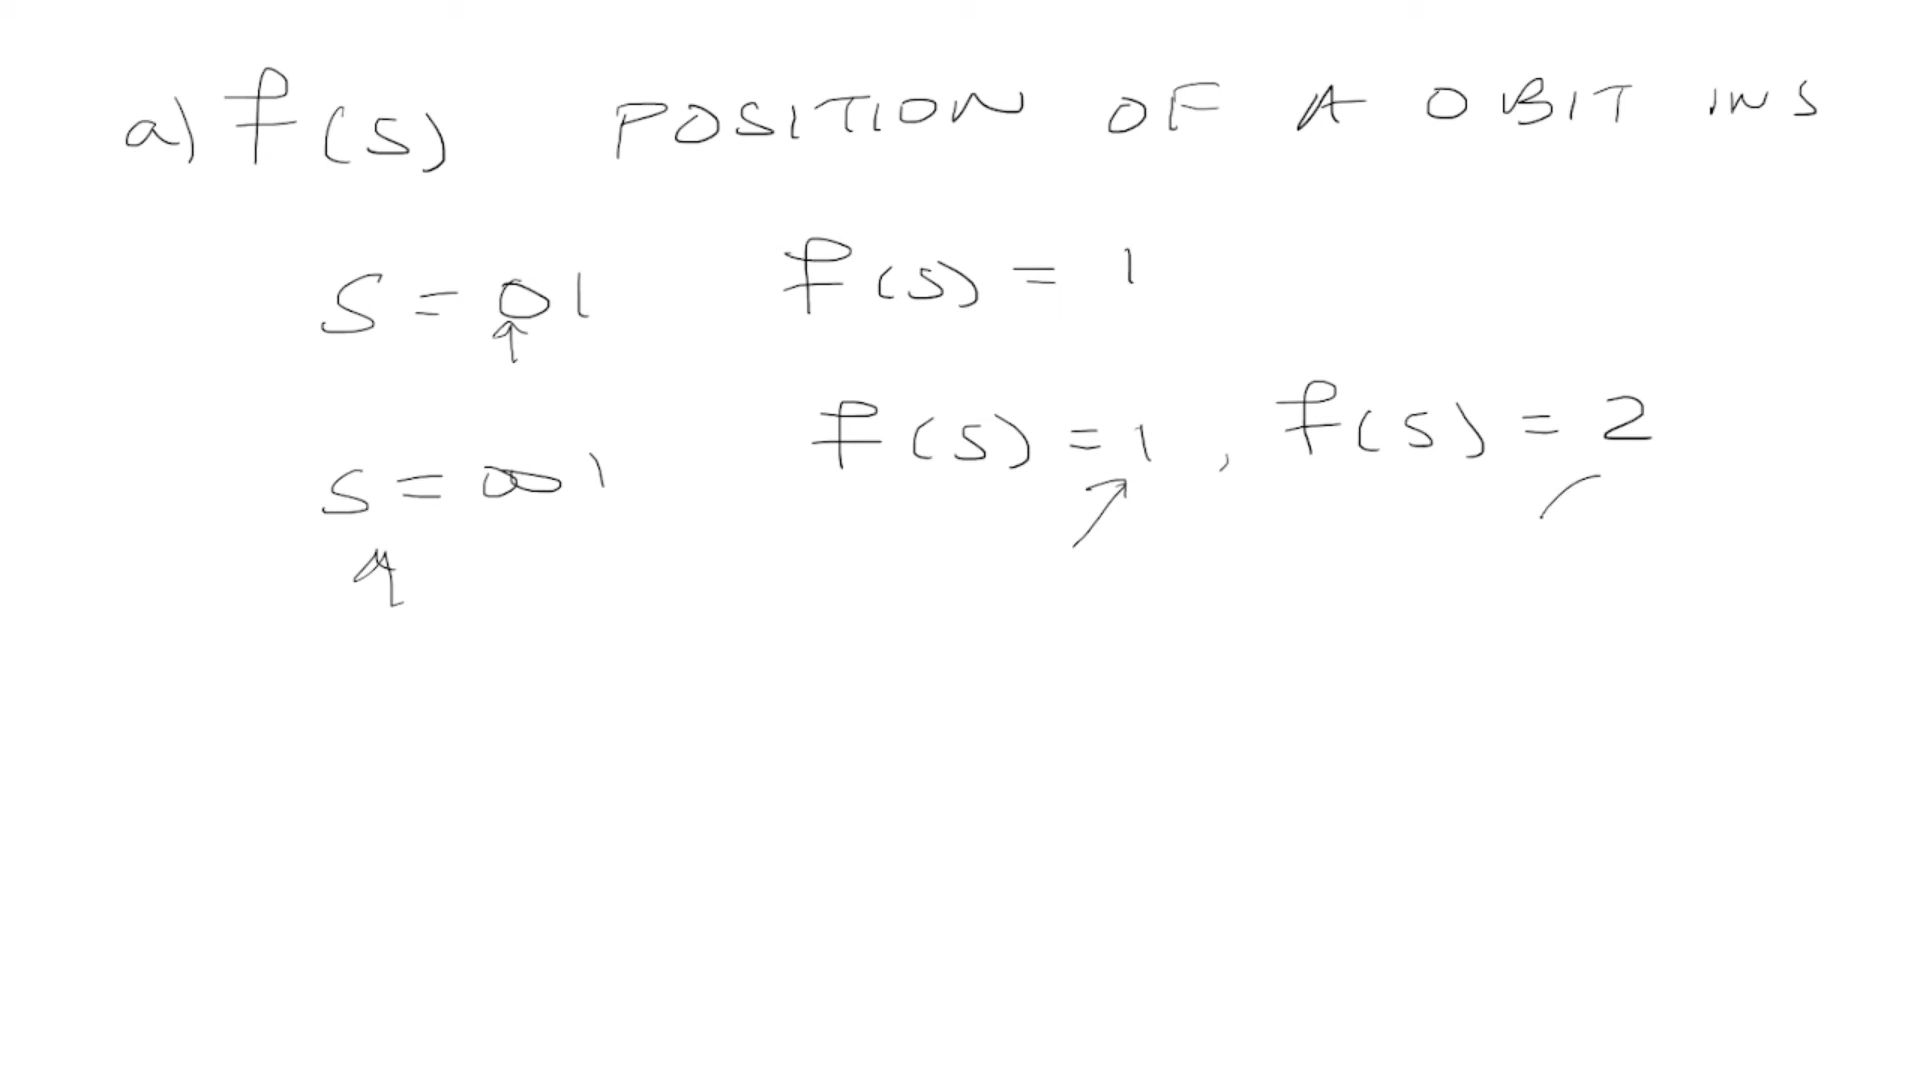 a) f(s) POSITION OF A 0 BIT IN S
S = 01 f(s) = 1
S = 001 f(s) = 1, f(s) = 2